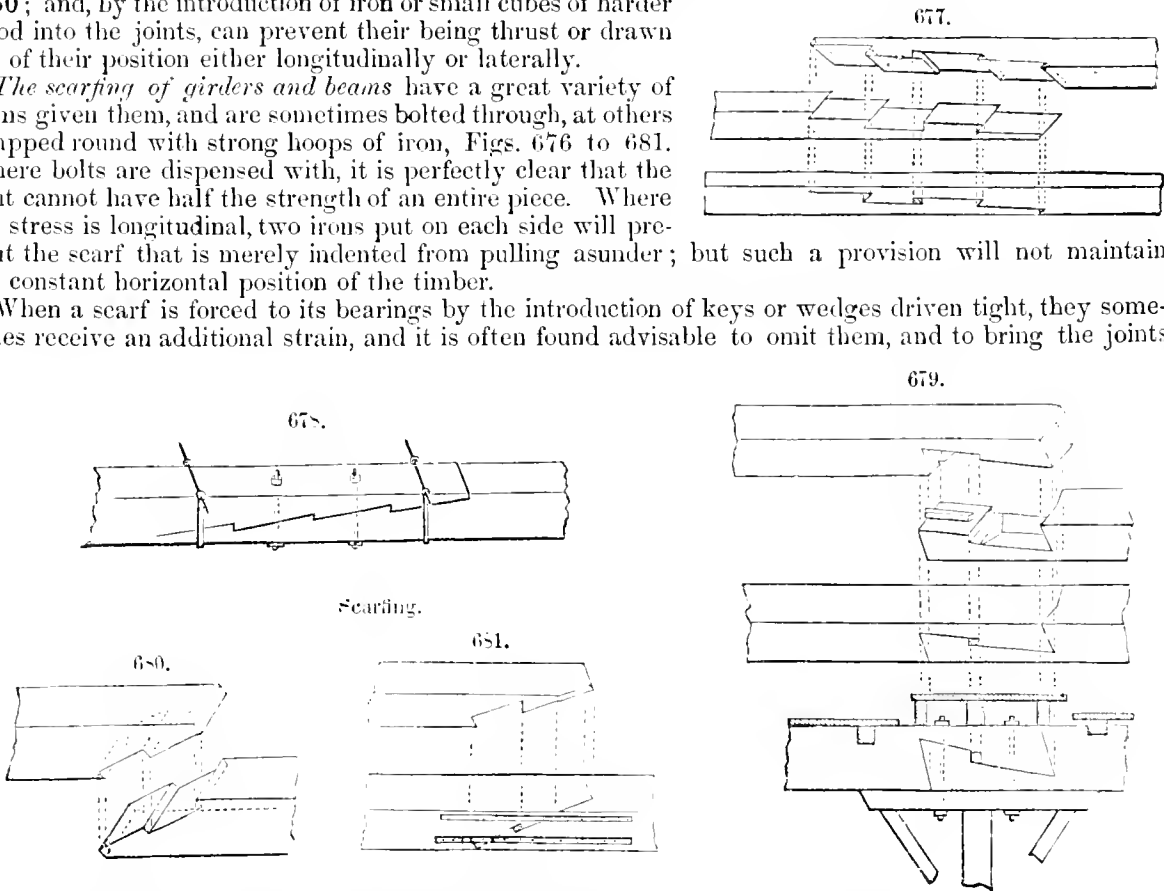 50; and, by the introduction of iron or small cubes of harder
ood into the joints, can prevent their being thrust or drawn
of their position either longitudinally or laterally.
The scarfing of girders and beams have a great variety of
ms given them, and are sometimes bolted through, at others
apped round with strong hoops of iron, Figs. 676 to 681.
here bolts are dispensed with, it is perfectly clear that the
nt cannot have half the strength of an entire piece. Where
stress is longitudinal, two irons put on each side will pre-
nt the scarf that is merely indented from pulling asunder; but such a provision will not maintain
constant horizontal position of the timber.
When a scarf is forced to its bearings by the introduction of keys or wedges driven tight, they some-
es receive an additional strain, and it is often found advisable to omit them, and to bring the joints
677.
678.
679.
Scarfing.
680.
681.